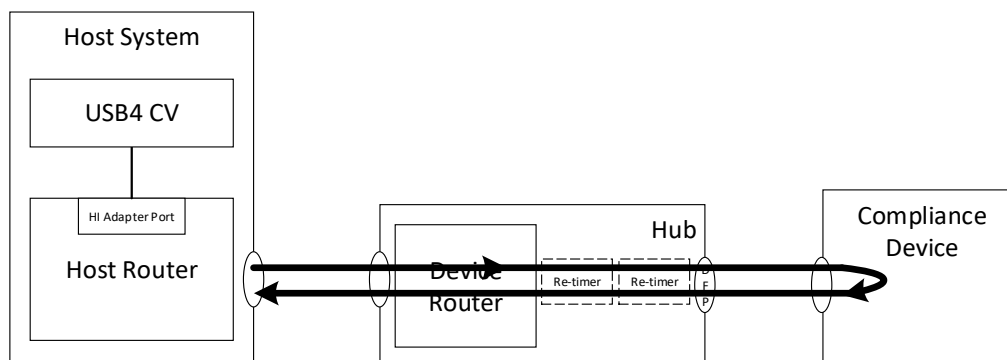 Host System
USB4 CV
HI Adapter Port
Host Router
Hub
Device
Router
Re-timer
Re-timer
D
F
P
Compliance
Device